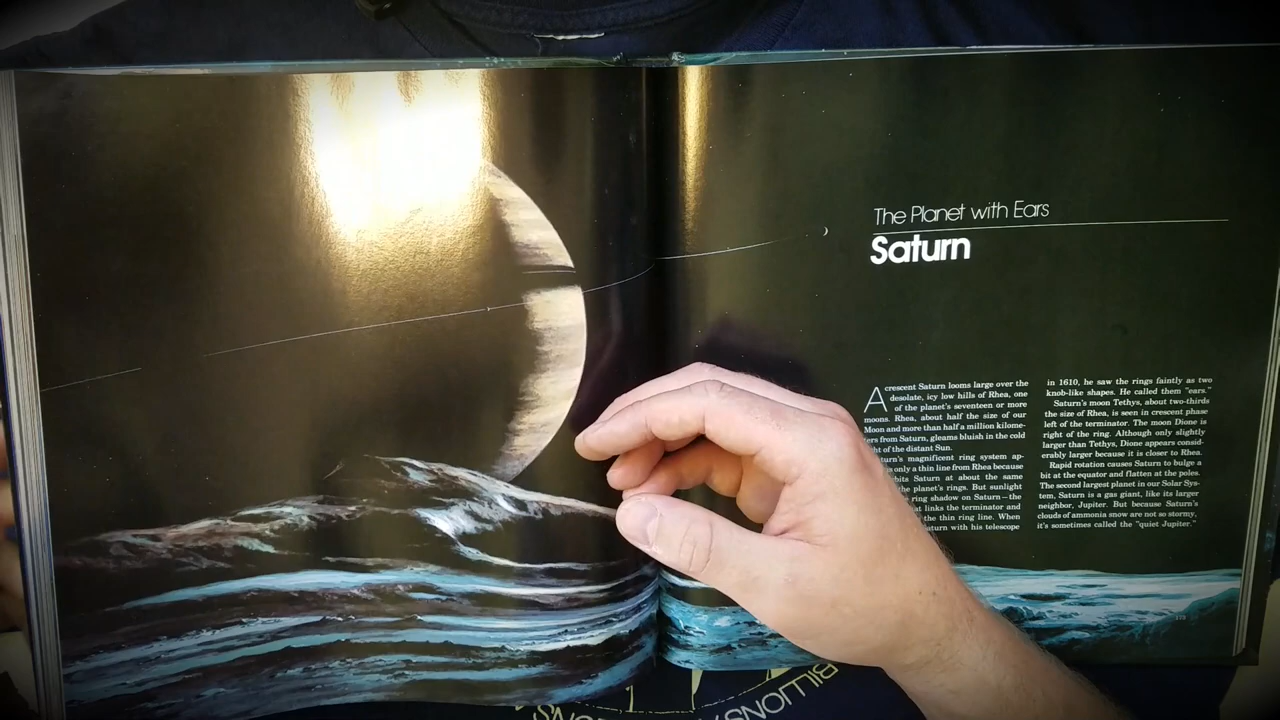 The Planet with Ears
Saturn
A crescent Saturn looms large over the
desolate, icy low hills of Rhea, one
of the planet's seventeen or more
moons. Rhea, about half the size of our
Moon and more than half a million kilome-
ters from Saturn, gleams bluish in the cold
of the distant Sun.
magnificent ring system ap-
only a thin line from Rhea because
Saturn at about the same
the planet's rings. But sunlight
ring shadow on Saturn—the
at links the terminator and
the thin ring line. When
Saturn with his telescope
in 1610, he saw the rings faintly as two
knob-like shapes. He called them "ears."
Saturn's moon Tethys, about two-thirds
the size of Rhea, is seen in crescent phase
left of the terminator. The moon Dione is
right of the ring. Although only slightly
larger than Tethys, Dione appears consid-
erably larger because it is closer to Rhea.
Rapid rotation causes Saturn to bulge a
bit at the equator and flatten at the poles.
The second largest planet in our Solar Sys-
tem, Saturn is a gas giant, like its larger
neighbor, Jupiter. But because Saturn's
clouds of ammonia snow are not so stormy,
it's sometimes called the "quiet Jupiter."
BILLIONS